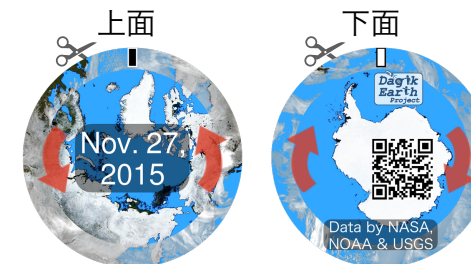 上面
下面
Nov. 27,
2015
Dagik
Earth
Project
Data by NASA,
NOAA & USGS